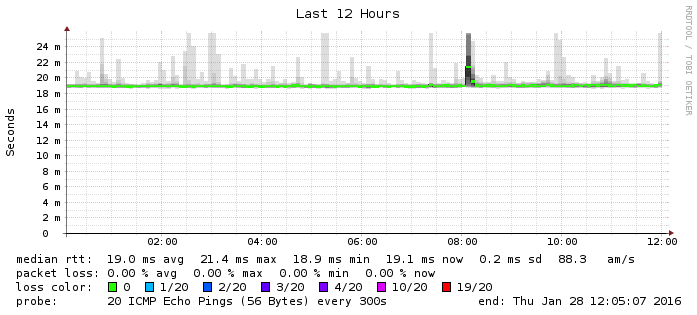 Last 12 Hours
RRDTOOL / TOBI OETIKER
Seconds
24 m
22 m
20 m
18 m
16 m
14 m
12 m
10 m
8 m
6 m
4 m
2 m
0
02:00 04:00 06:00 08:00 10:00 12:00
median rtt: 19.0 ms avg 21.4 ms max 18.9 ms min 19.1 ms now 0.2 ms sd 88.3 am/s
packet loss: 0.00 % avg 0.00 % max 0.00 % min 0.00 % now
loss color: 0 1/20 2/20 3/20 4/20 10/20 19/20
probe: 20 ICMP Echo Pings (56 Bytes) every 300s end: Thu Jan 28 12:05:07 2016